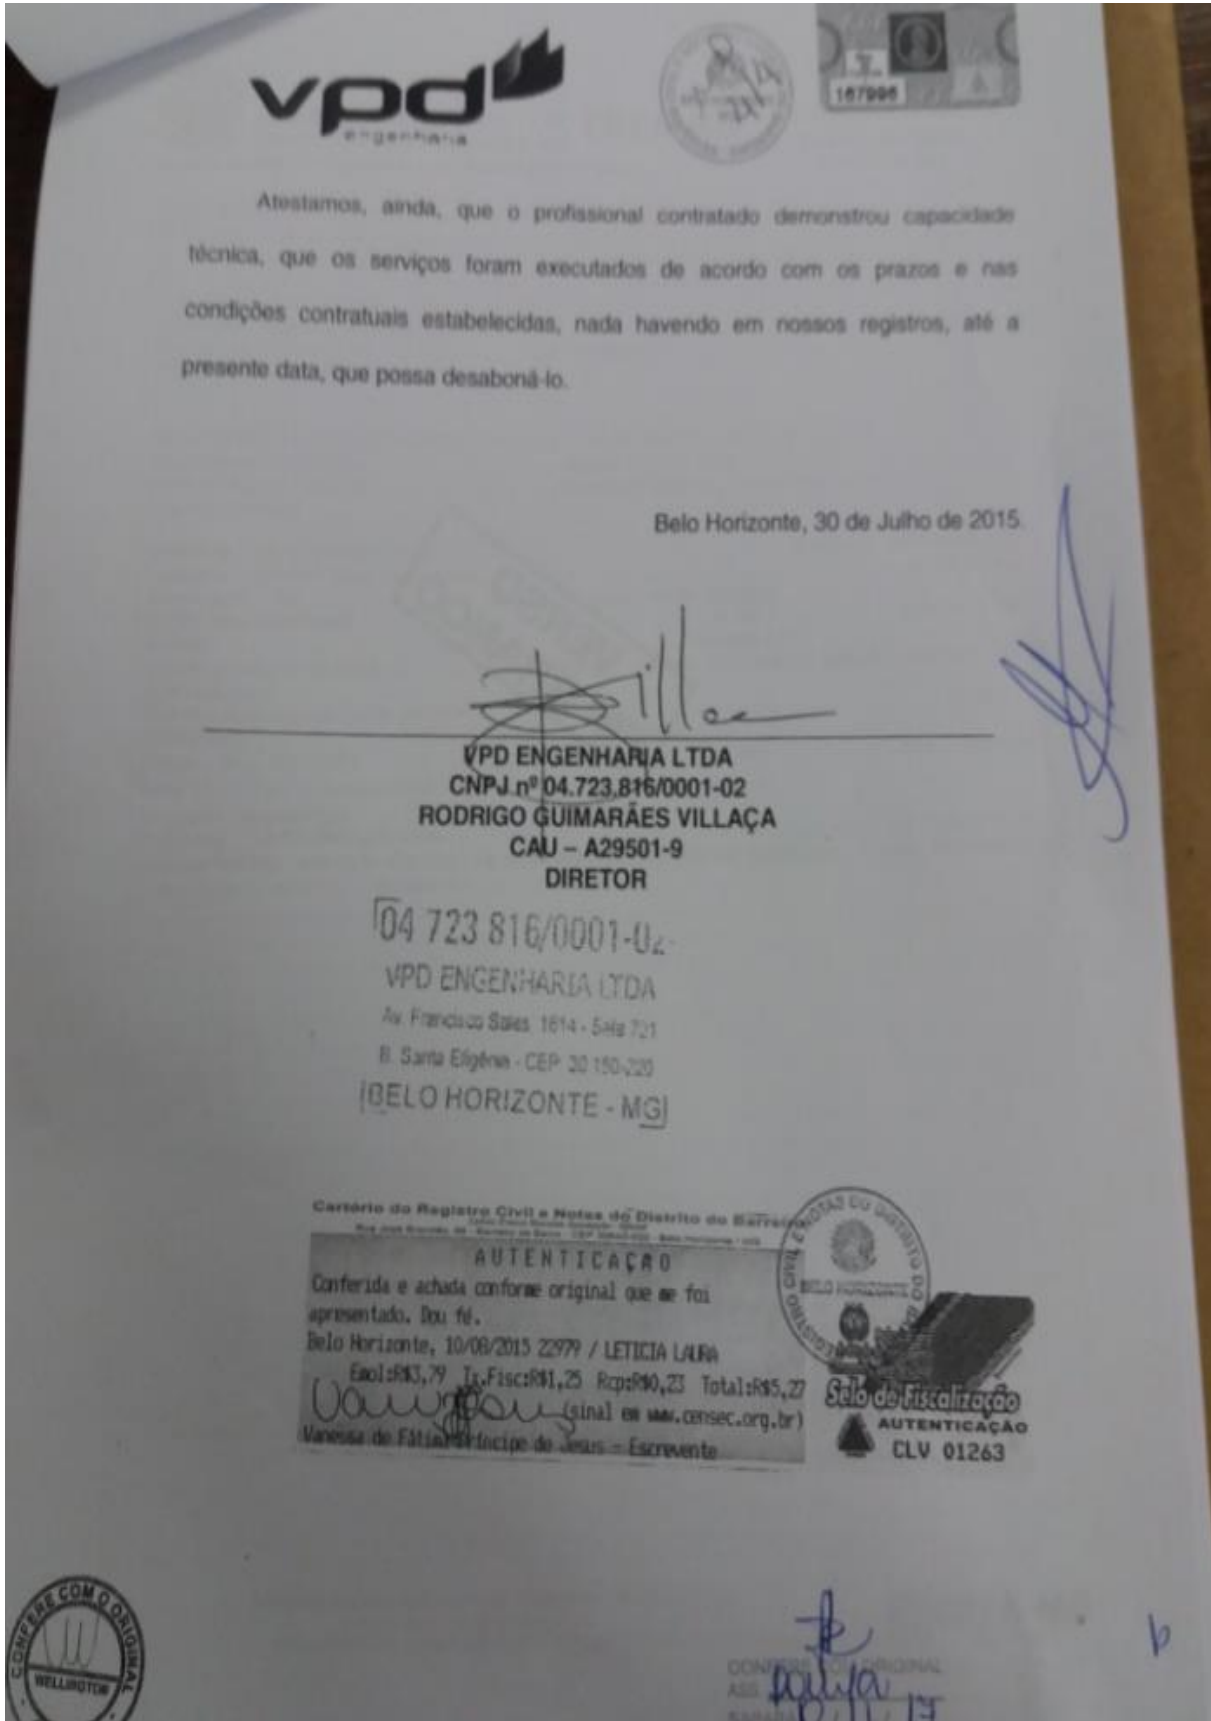 vpd
engenharia
167996
Atestamos, ainda, que o profissional contratado demonstrou capacidade
técnica, que os serviços foram executados de acordo com os prazos e nas
condições contratuais estabelecidas, nada havendo em nossos registros, até a
presente data, que possa desaboná-lo.
Belo Horizonte, 30 de Julho de 2015.
VPD ENGENHARIA LTDA
CNPJ nº 04.723.816/0001-02
RODRIGO GUIMARÃES VILLAÇA
CAU – A29501-9
DIRETOR
04 723 816/0001-02
VPD ENGENHARIA LTDA
Av. Francisco Sales, 1614 - Sala 721
B. Santa Efigênia - CEP 30 150-220
BELO HORIZONTE - MG
Cartório do Registro Civil e Notas do Distrito do Barreiro
AUTENTICAÇÃO
Conferida e achada conforme original que me foi
apresentado. Dou fé.
Belo Horizonte, 10/08/2015 22979 / LETICIA LAURA
Emol:R$3,79 Tx.Fisc:R$1,25 Rcp:R$0,23 Total:R$5,27
(sinal em www.censec.org.br)
Vanessa de Fátima Príncipe de Jesus - Escrevente
BELO HORIZONTE
Selo de Fiscalização
AUTENTICAÇÃO
CLV 01263
CONFERE COM O ORIGINAL
WELLINGTON
CONFERE COM ORIGINAL
ASS